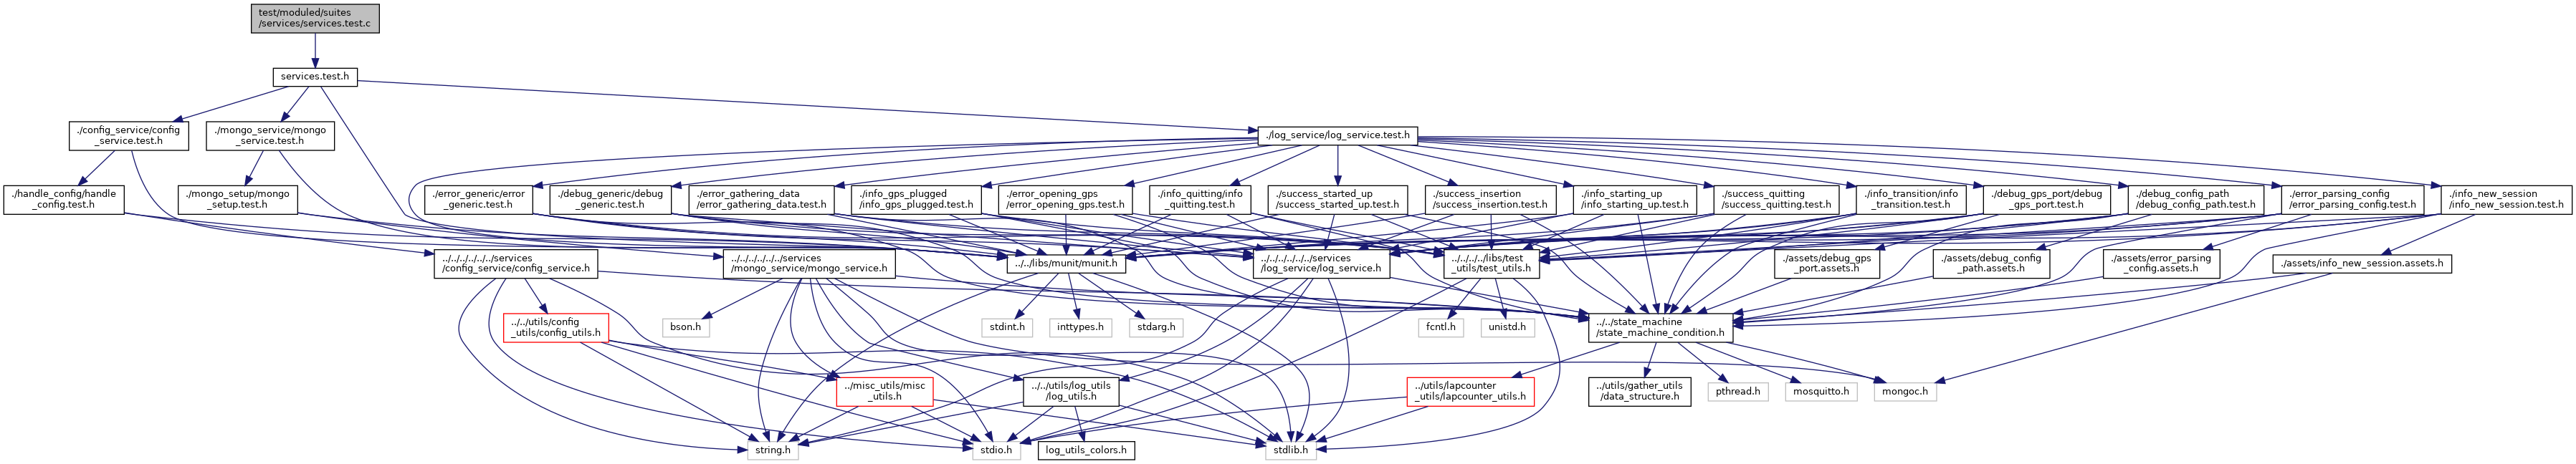 test/moduled/suites
/services/services.test.c
services.test.h
./config_service/config
_service.test.h
./mongo_service/mongo
_service.test.h
./log_service/log_service.test.h
./handle_config/handle
_config.test.h
./mongo_setup/mongo
_setup.test.h
./error_generic/error
_generic.test.h
./debug_generic/debug
_generic.test.h
./error_gathering_data
/error_gathering_data.test.h
./info_gps_plugged
/info_gps_plugged.test.h
./error_opening_gps
/error_opening_gps.test.h
./info_quitting/info
_quitting.test.h
./success_started_up
/success_started_up.test.h
./success_insertion
/success_insertion.test.h
./info_starting_up
/info_starting_up.test.h
./success_quitting
/success_quitting.test.h
./info_transition/info
_transition.test.h
./debug_gps_port/debug
_gps_port.test.h
./debug_config_path
/debug_config_path.test.h
./error_parsing_config
/error_parsing_config.test.h
./info_new_session
/info_new_session.test.h
../../../../../../services
/config_service/config_service.h
../../../../../../services
/mongo_service/mongo_service.h
../../libs/munit/munit.h
../../../../../../services
/log_service/log_service.h
../../../../libs/test
_utils/test_utils.h
./assets/debug_gps
_port.assets.h
./assets/debug_config
_path.assets.h
./assets/error_parsing
_config.assets.h
./assets/info_new_session.assets.h
../../utils/config
_utils/config_utils.h
bson.h
stdint.h
inttypes.h
stdarg.h
fcntl.h
unistd.h
../../state_machine
/state_machine_condition.h
../misc_utils/misc
_utils.h
../../utils/log_utils
/log_utils.h
../utils/lapcounter
_utils/lapcounter_utils.h
../utils/gather_utils
/data_structure.h
pthread.h
mosquitto.h
mongoc.h
string.h
stdio.h
log_utils_colors.h
stdlib.h